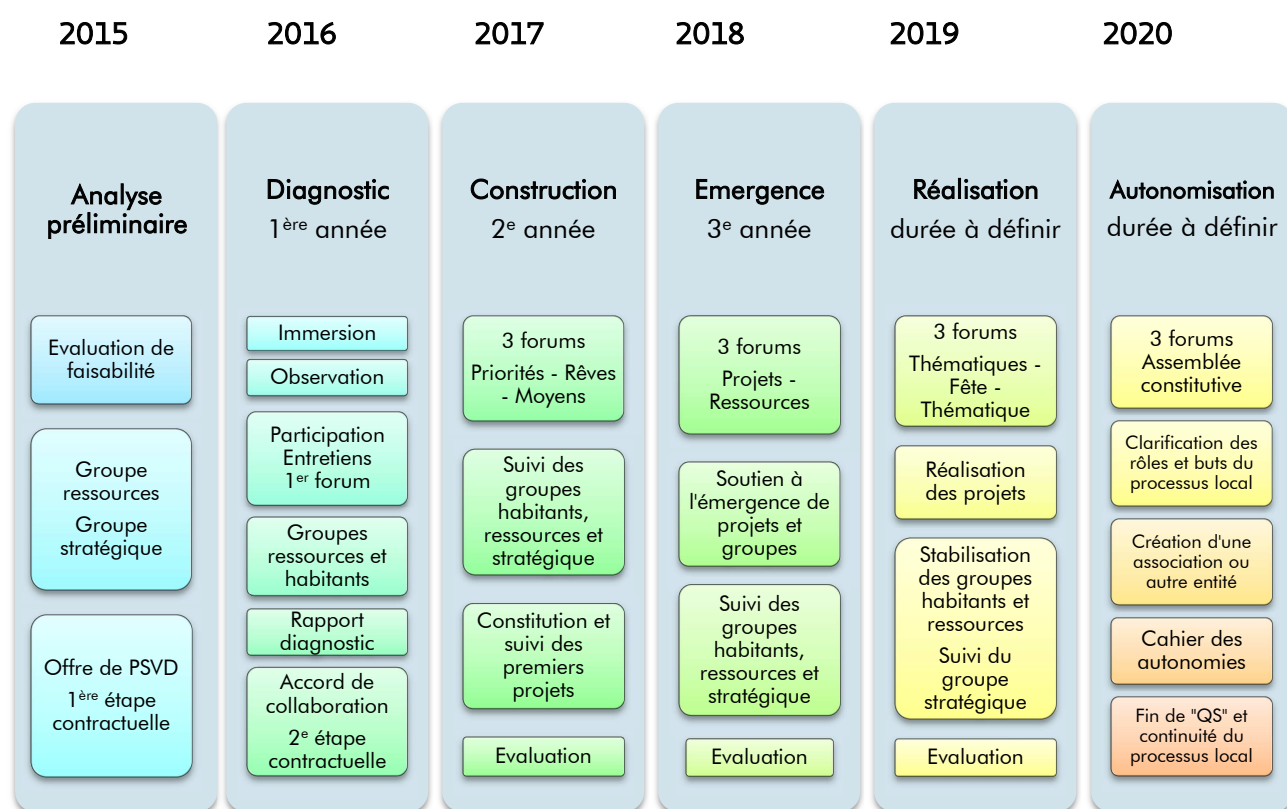 2015
2016
2017
2018
2019
2020
Analyse
préliminaire
Evaluation de
faisabilité
Groupe
ressources
Groupe
stratégique
Offre de PSVD
1ère étape
contractuelle
Diagnostic
1ère année
Immersion
Observation
Participation
Entretiens
1er forum
Groupes
ressources et
habitants
Rapport
diagnostic
Accord de
collaboration
2e étape
contractuelle
Construction
2e année
3 forums
Priorités - Rêves
- Moyens
Suivi des
groupes
habitants,
ressources et
stratégique
Constitution et
suivi des
premiers
projets
Evaluation
Emergence
3e année
3 forums
Projets -
Ressources
Soutien à
l'émergence de
projets et
groupes
Suivi des
groupes
habitants,
ressources et
stratégique
Evaluation
Réalisation
durée à définir
3 forums
Thématiques -
Fête -
Thématique
Réalisation
des projets
Stabilisation
des groupes
habitants et
ressources
Suivi du
groupe
stratégique
Evaluation
Autonomisation
durée à définir
3 forums
Assemblée
constitutive
Clarification des
rôles et buts du
processus local
Création d'une
association ou
autre entité
Cahier des
autonomies
Fin de "QS" et
continuité du
processus local